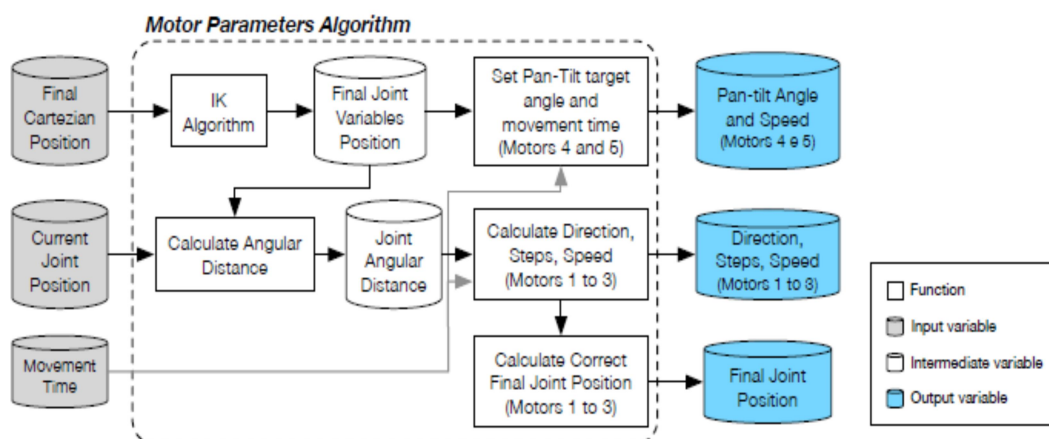 Motor Parameters Algorithm
Final
Cartezian
Position
IK
Algorithm
Final Joint
Variables
Position
Set Pan-Tilt target
angle and
movement time
(Motors 4 and 5)
Pan-tilt Angle
and Speed
(Motors 4 e 5)
Current
Joint
Position
Calculate Angular
Distance
Joint
Angular
Distance
Calculate Direction,
Steps, Speed
(Motors 1 to 3)
Direction,
Steps, Speed
(Motors 1 to 3)
Movement
Time
Calculate Correct
Final Joint Position
(Motors 1 to 3)
Final Joint
Position
Function
Input variable
Intermediate variable
Output variable